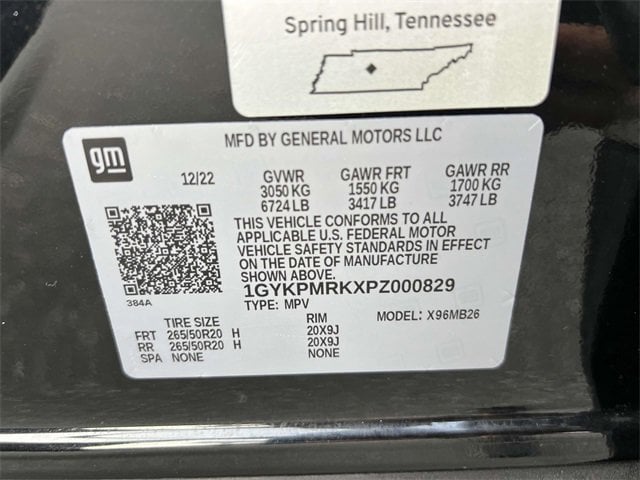 Spring Hill, Tennessee
gm
MFD BY GENERAL MOTORS LLC
12/22 GVWR GAWR FRT GAWR RR
3050 KG 1550 KG 1700 KG
6724 LB 3417 LB 3747 LB
THIS VEHICLE CONFORMS TO ALL
APPLICABLE U.S. FEDERAL MOTOR
VEHICLE SAFETY STANDARDS IN EFFECT
ON THE DATE OF MANUFACTURE
SHOWN ABOVE.
1GYKPMRKXPZ000829
384A
TYPE: MPV MODEL: X96MB26
TIRE SIZE RIM
FRT 265/50R20 H 20X9J
RR 265/50R20 H 20X9J
SPA NONE NONE